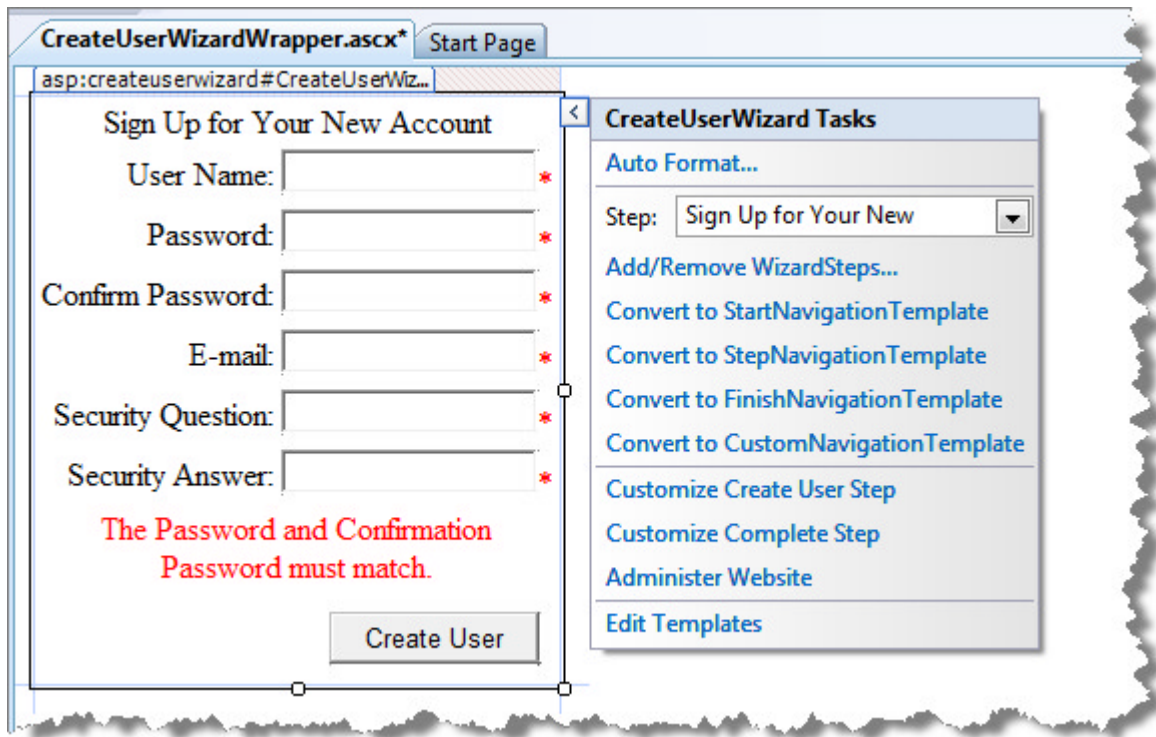 CreateUserWizardWrapper.ascx*
Start Page
asp:createuserwizard#CreateUserWiz...
Sign Up for Your New Account
User Name:
*
Password:
*
Confirm Password:
*
E-mail:
*
Security Question:
*
Security Answer:
*
The Password and Confirmation
Password must match.
Create User
<
CreateUserWizard Tasks
Auto Format...
Step: Sign Up for Your New
Add/Remove WizardSteps...
Convert to StartNavigationTemplate
Convert to StepNavigationTemplate
Convert to FinishNavigationTemplate
Convert to CustomNavigationTemplate
Customize Create User Step
Customize Complete Step
Administer Website
Edit Templates